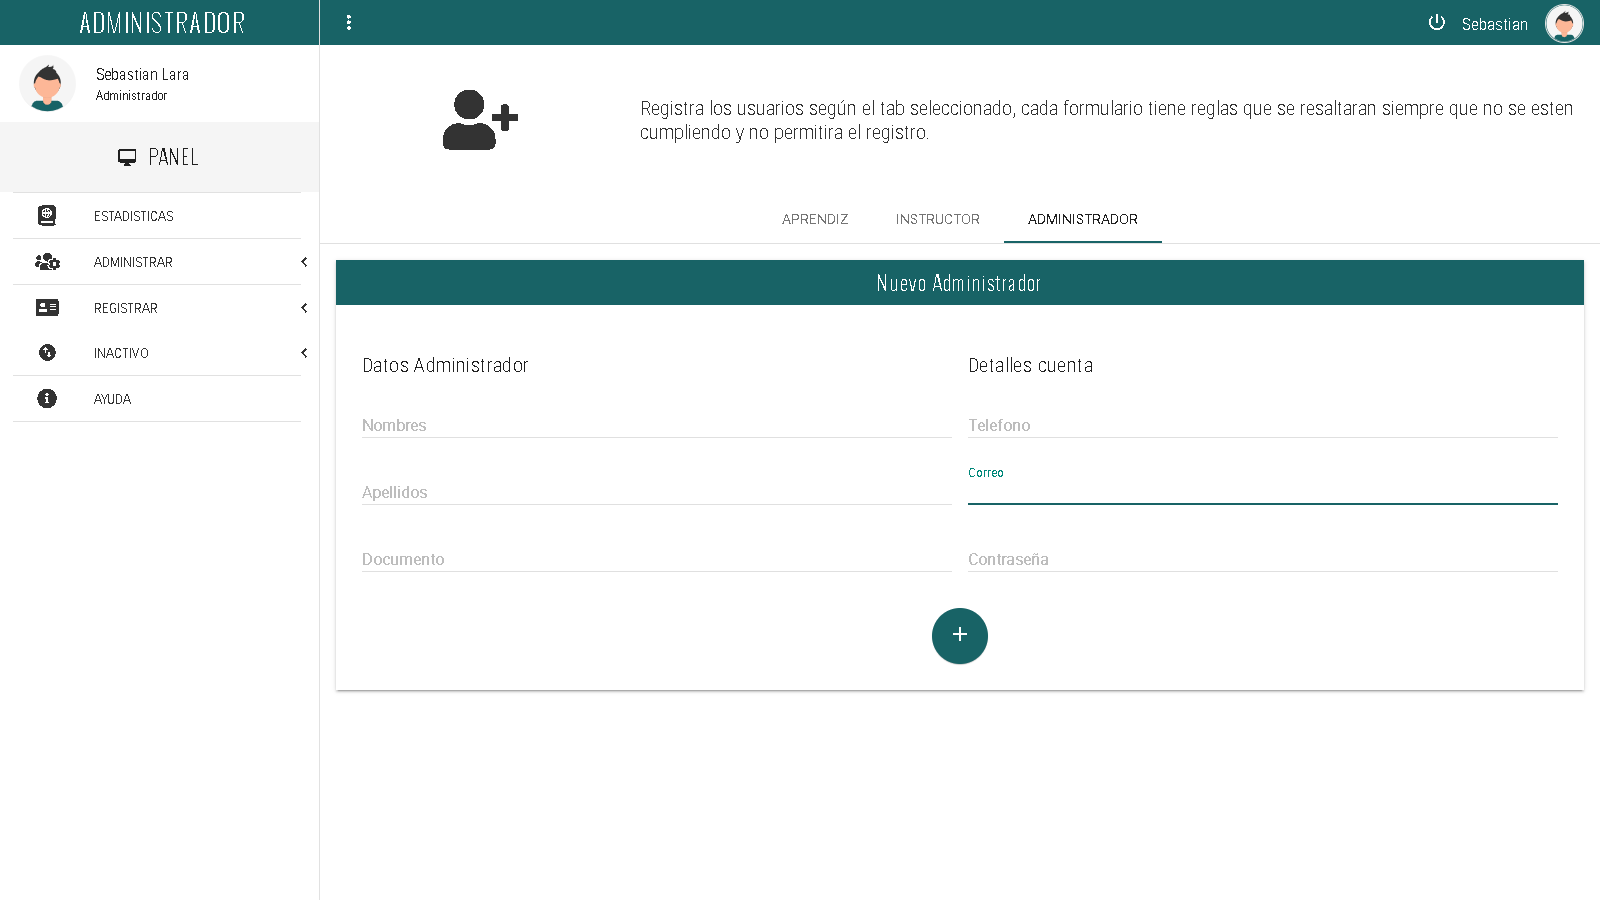 ADMINISTRADOR
Sebastian
Sebastian Lara
Administrador
PANEL
ESTADISTICAS
ADMINISTRAR
REGISTRAR
INACTIVO
AYUDA
Registra los usuarios según el tab seleccionado, cada formulario tiene reglas que se resaltaran siempre que no se esten
cumpliendo y no permitira el registro.
APRENDIZ INSTRUCTOR ADMINISTRADOR
Nuevo Administrador
Datos Administrador
Nombres
Apellidos
Documento
Detalles cuenta
Telefono
Correo
Contraseña